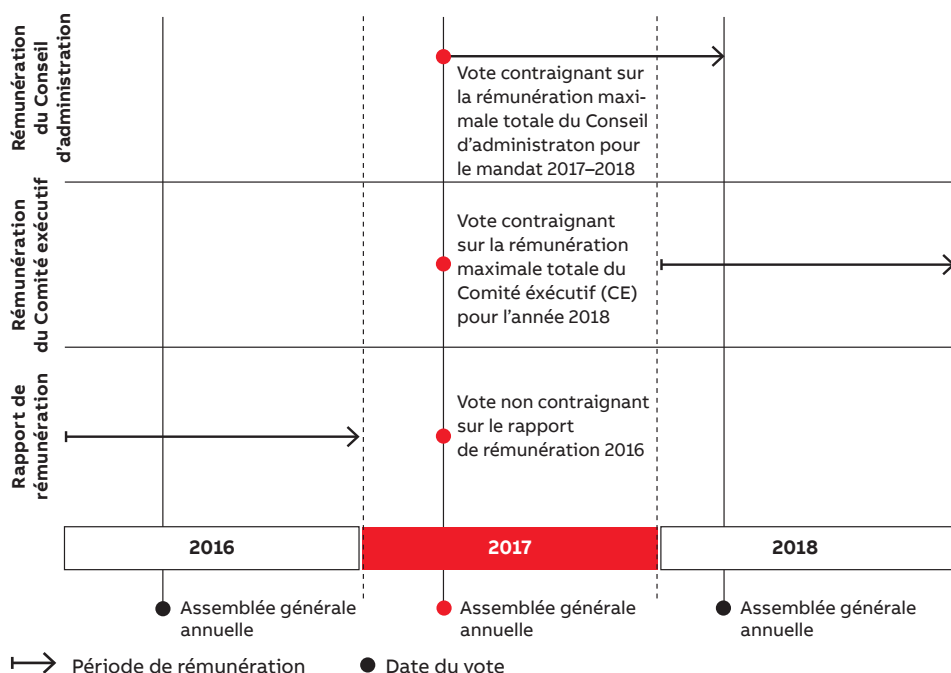 Rémunération
du Conseil
d'administration
Vote contraignant sur
la rémunération maxi-
male totale du Conseil
d'administraton pour
le mandat 2017–2018
Rémunération
du Comité exécutif
Vote contraignant
sur la rémunération
maximale totale du
Comité éxécutif (CE)
pour l'année 2018
Rapport de
rémunération
Vote non contraignant
sur le rapport
de rémunération 2016
2016
2017
2018
Assemblée générale
annuelle
Assemblée générale
annuelle
Assemblée générale
annuelle
Période de rémunération
Date du vote